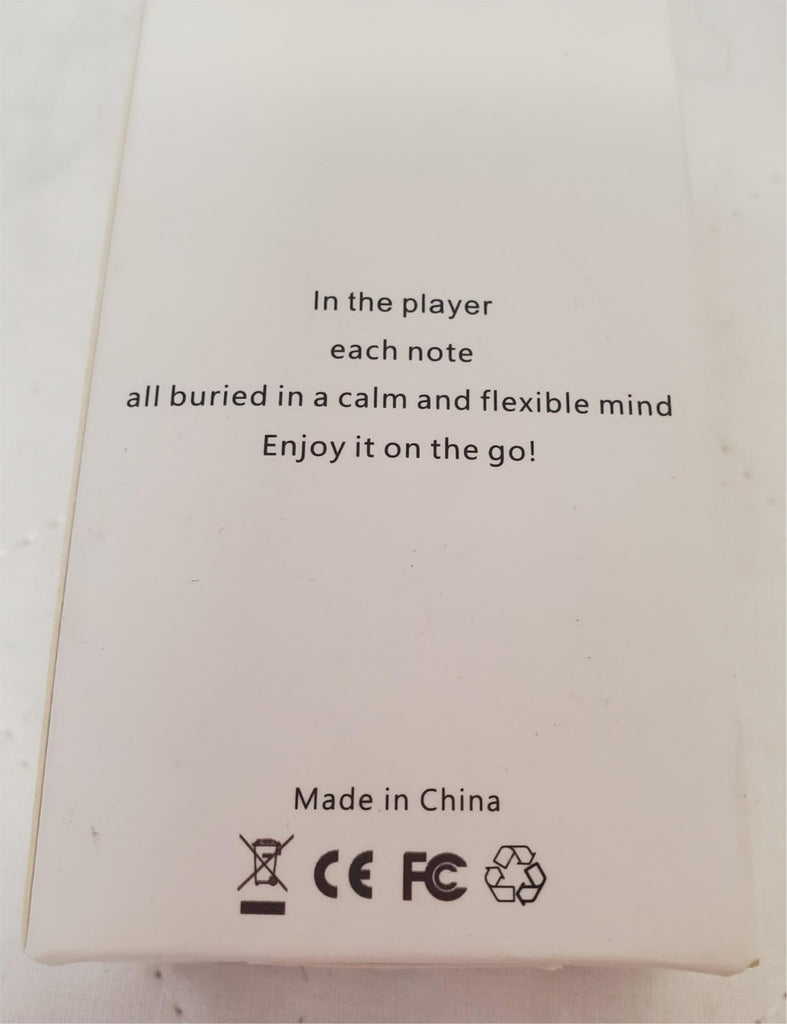 In the player
each note
all buried in a calm and flexible mind
Enjoy it on the go!
Made in China
CE FC